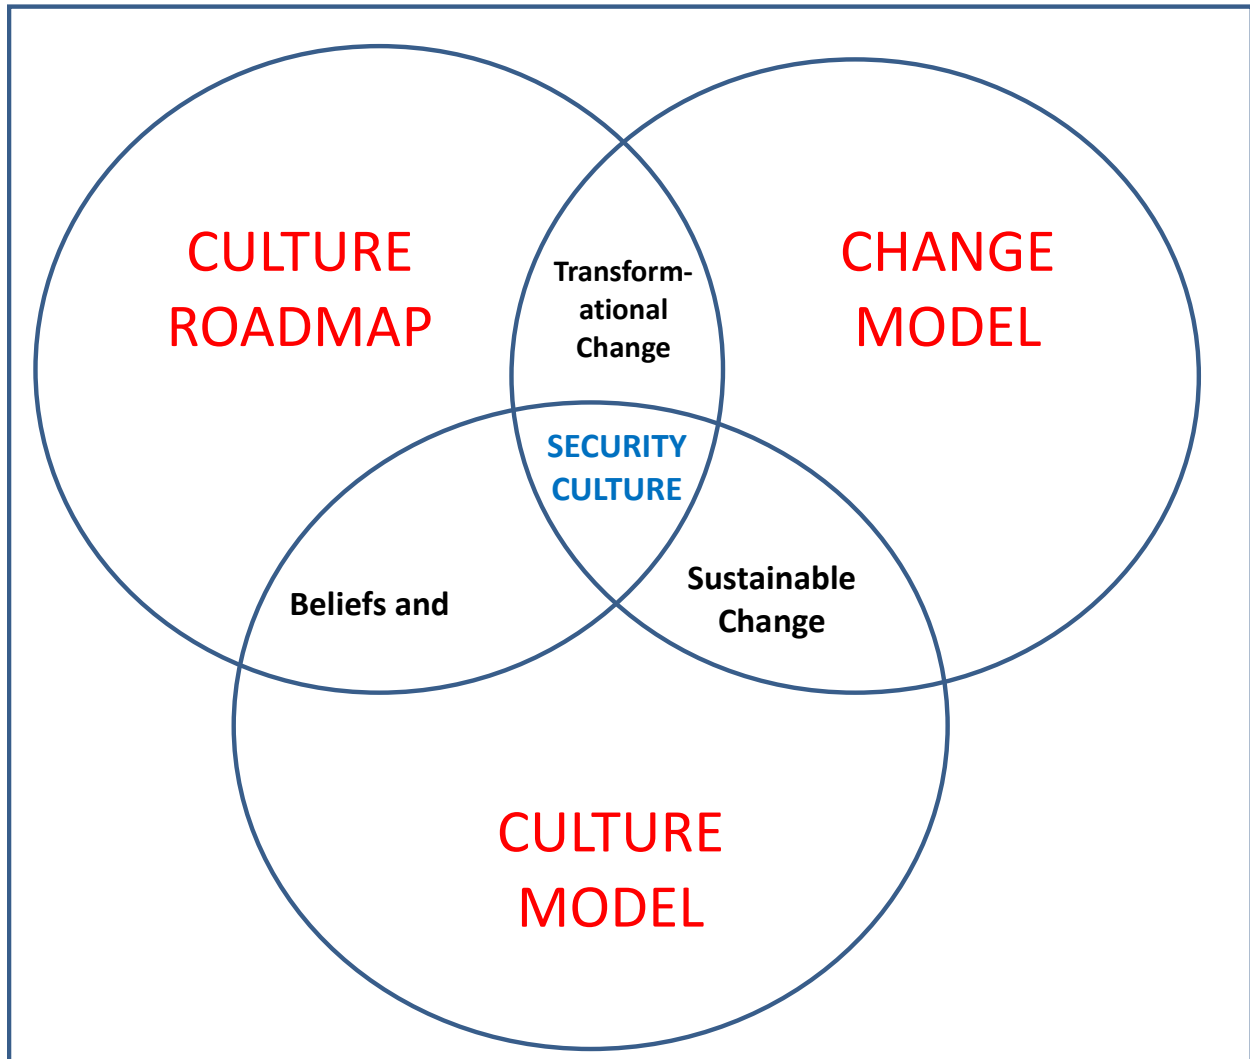 CULTURE
ROADMAP
CHANGE
MODEL
Transform-
ational
Change
SECURITY
CULTURE
Beliefs and
Sustainable
Change
CULTURE
MODEL